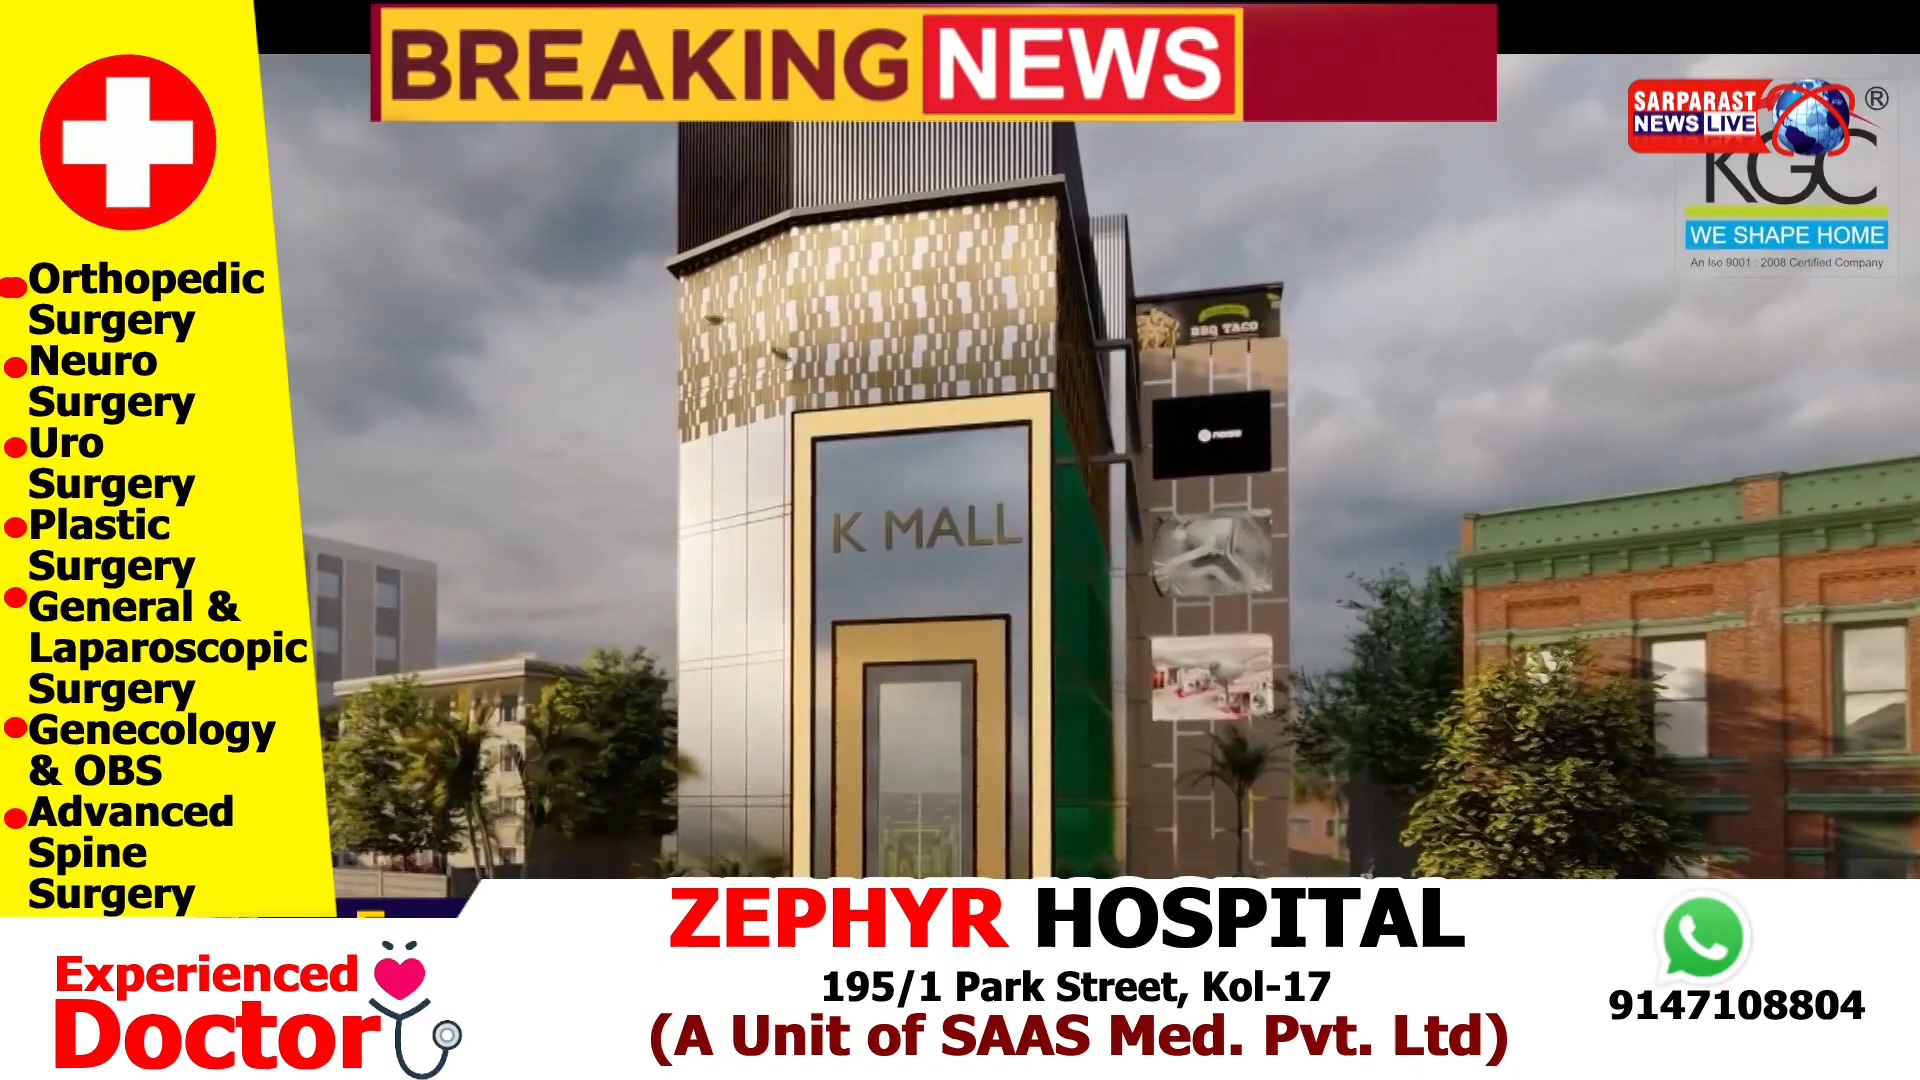 BREAKING NEWS
SARPARAST
NEWS LIVE
®
KGC
WE SHAPE HOME
An Iso 9001 : 2008 Certified Company
BBQ TACO
K MALL
Orthopedic
Surgery
Neuro
Surgery
Uro
Surgery
Plastic
Surgery
General &
Laparoscopic
Surgery
Genecology
& OBS
Advanced
Spine
Surgery
Experienced
Doctor
ZEPHYR HOSPITAL
195/1 Park Street, Kol-17
(A Unit of SAAS Med. Pvt. Ltd)
9147108804